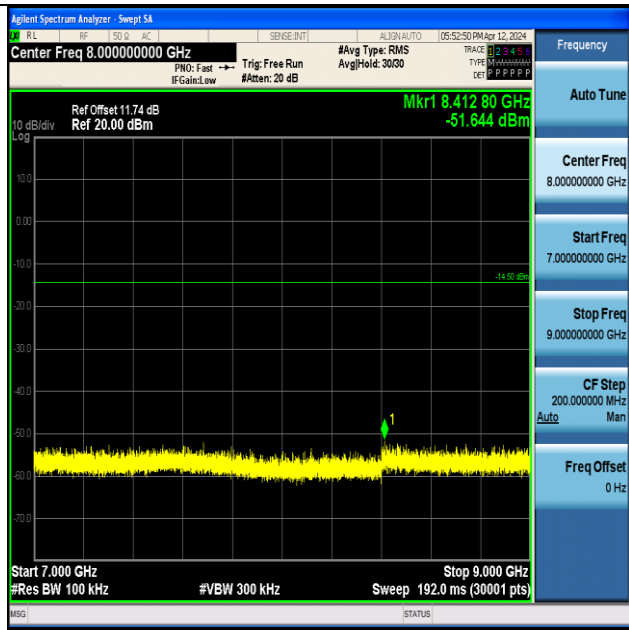 Agilent Spectrum Analyzer - Swept SA
RL RF 50 Ω AC SENSE:INT ALIGN AUTO 05:52:50 PM Apr 12, 2024
Center Freq 8.000000000 GHz
PNO: Fast
IFGain:Low
Trig: Free Run
#Atten: 20 dB
#Avg Type: RMS
Avg|Hold: 30/30
TRACE 1 2 3 4 5 6
TYPE M
DET P P P P P P
Mkr1 8.412 80 GHz
-51.644 dBm
Ref Offset 11.74 dB
Ref 20.00 dBm
10 dB/div
Log
10.0
0.00
-10.0
-14.50 dBm
-20.0
-30.0
-40.0
1
-50.0
-60.0
-70.0
Start 7.000 GHz
Stop 9.000 GHz
#Res BW 100 kHz
#VBW 300 kHz
Sweep 192.0 ms (30001 pts)
MSG
STATUS
Frequency
Auto Tune
Center Freq
8.000000000 GHz
Start Freq
7.000000000 GHz
Stop Freq
9.000000000 GHz
CF Step
200.000000 MHz
Auto Man
Freq Offset
0 Hz